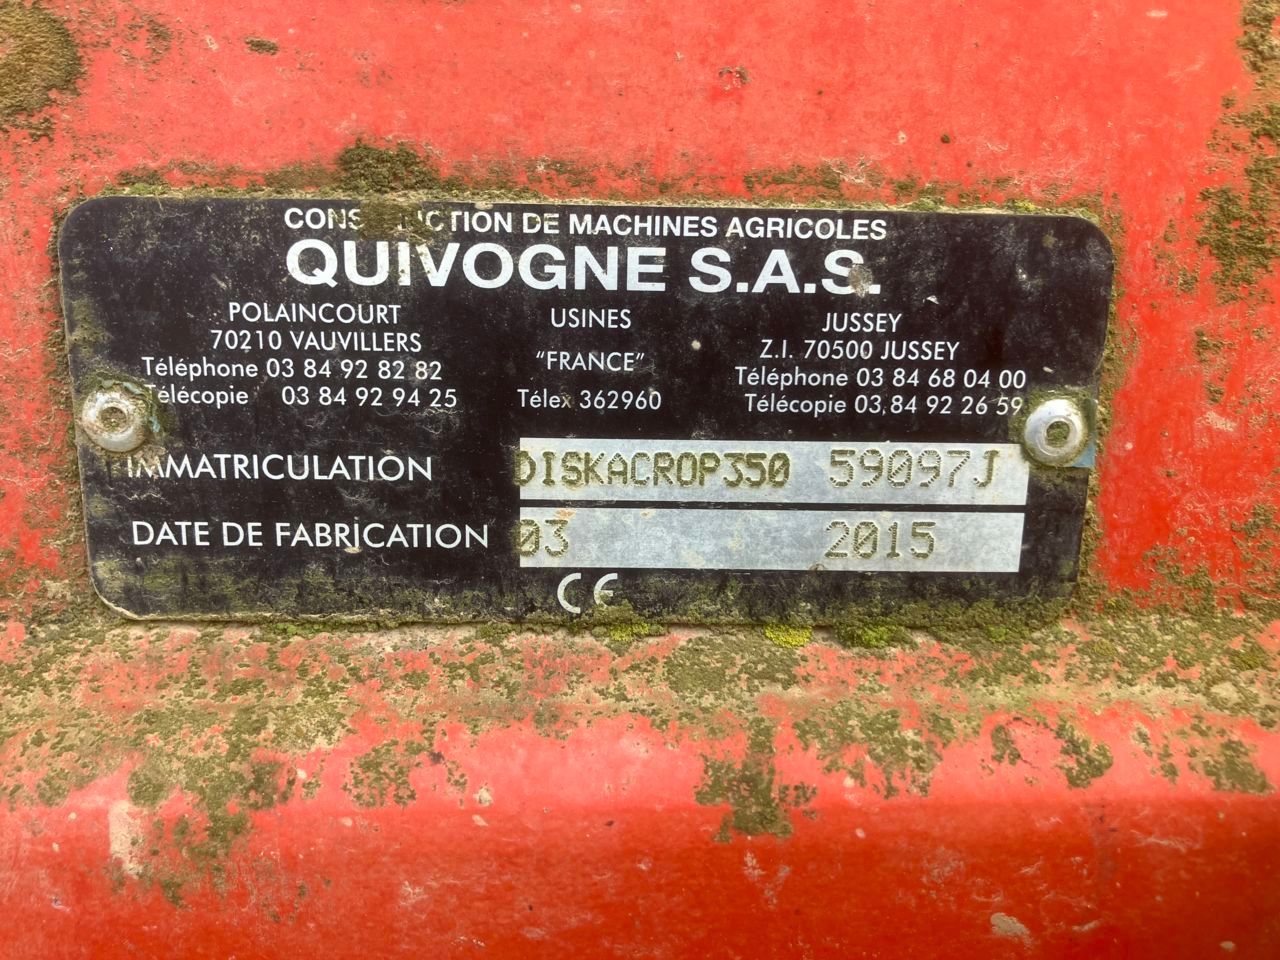 CONSTRUCTION DE MACHINES AGRICOLES
QUIVOGNE S.A.S.
POLAINCOURT
70210 VAUVILLERS
Téléphone 03 84 92 82 82
Télécopie 03 84 92 94 25
USINES
"FRANCE"
Télex 362960
JUSSEY
Z.I. 70500 JUSSEY
Téléphone 03 84 68 04 00
Télécopie 03.84 92 26 59
IMMATRICULATION DISKACROP350 59097J
DATE DE FABRICATION 03 2015
CE